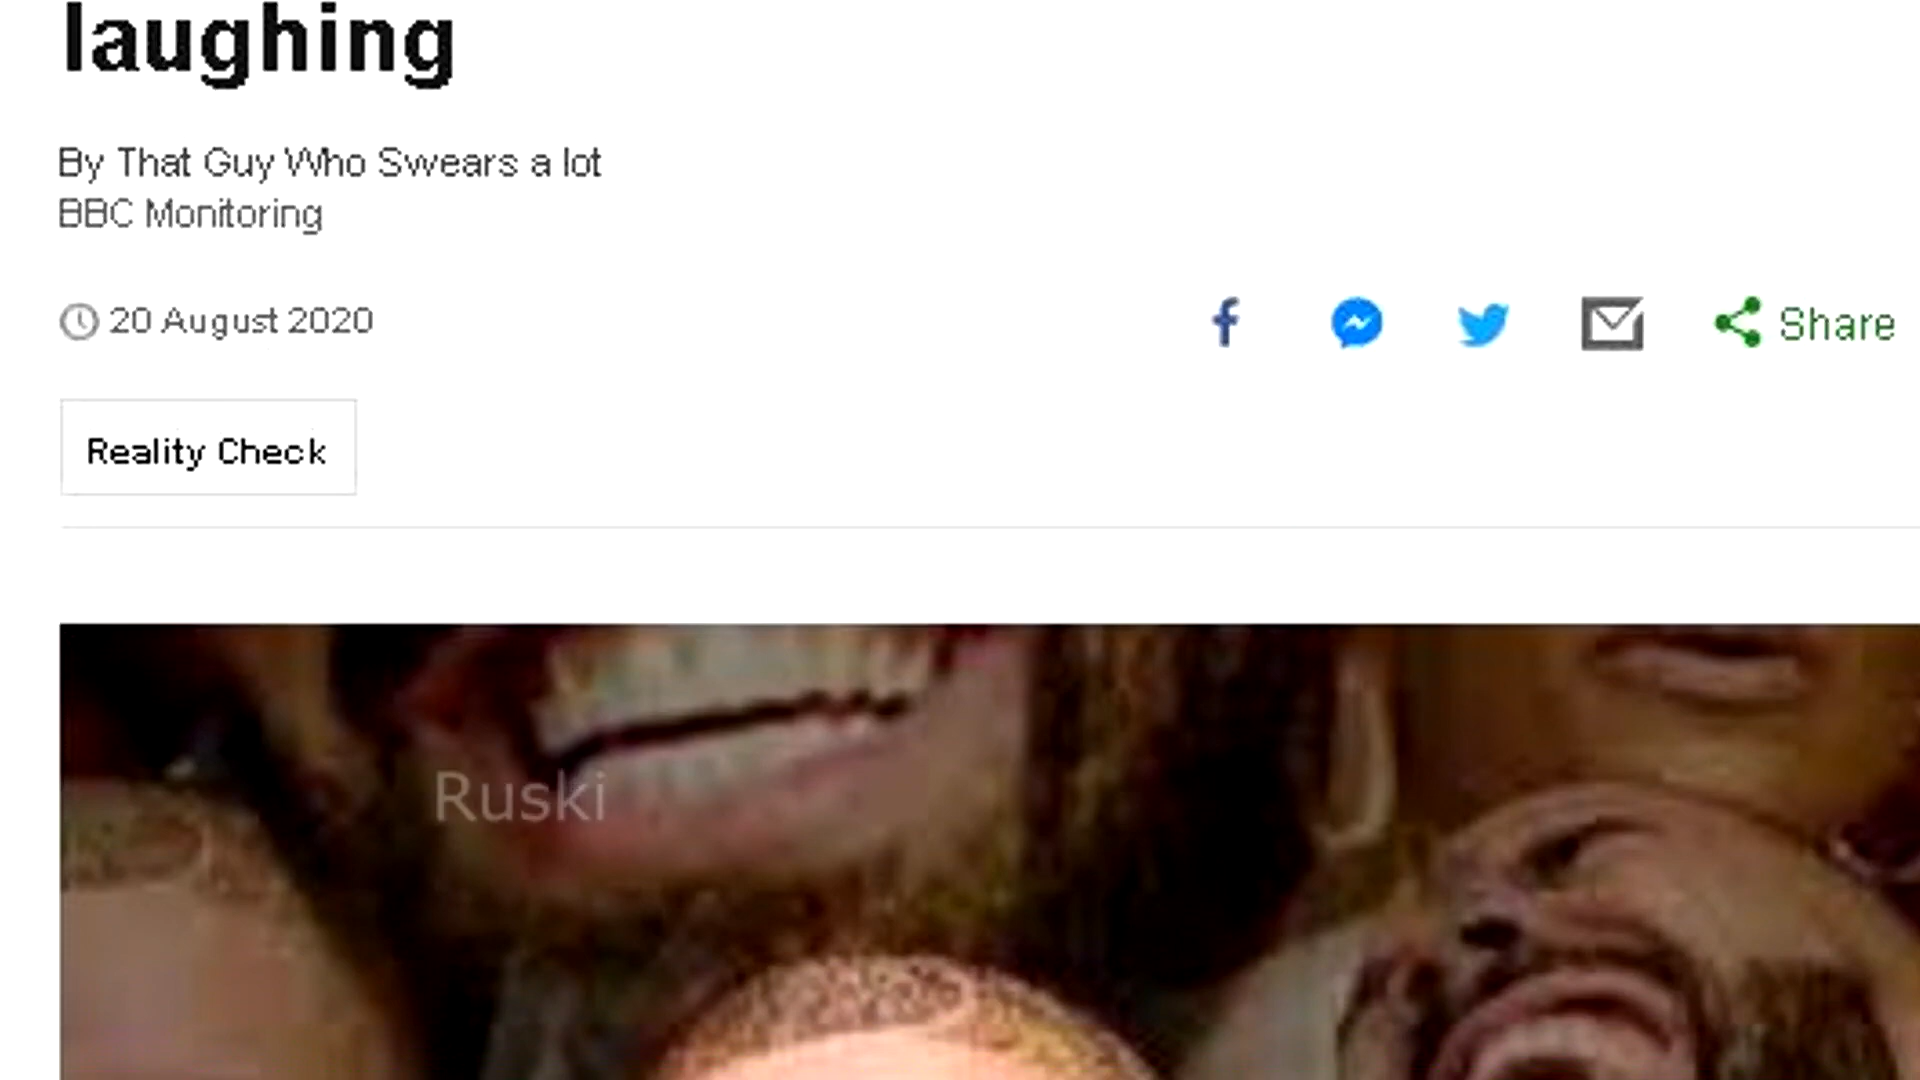 laughing
By That Guy Who Swears a lot
BBC Monitoring
20 August 2020
Share
Reality Check
Ruski